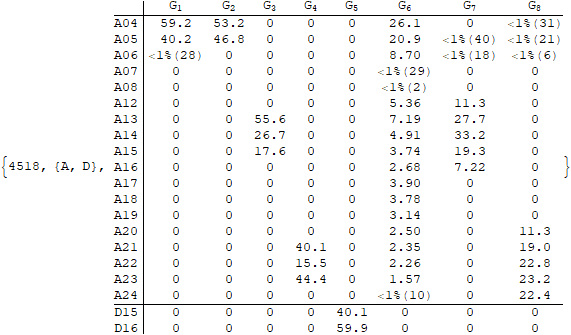 G₁ G₂ G₃ G₄ G₅ G₆ G₇ G₈
A04 59.2 53.2 0 0 0 26.1 0 <1%(31)
A05 40.2 46.8 0 0 0 20.9 <1%(40) <1%(21)
A06 <1%(28) 0 0 0 0 8.70 <1%(18) <1%(6)
A07 0 0 0 0 0 <1%(29) 0 0
A08 0 0 0 0 0 <1%(2) 0 0
A12 0 0 0 0 0 5.36 11.3 0
A13 0 0 55.6 0 0 7.19 27.7 0
A14 0 0 26.7 0 0 4.91 33.2 0
A15 0 0 17.6 0 0 3.74 19.3 0
{4518, {A, D}, A16 0 0 0 0 0 2.68 7.22 0 }
A17 0 0 0 0 0 3.90 0 0
A18 0 0 0 0 0 3.78 0 0
A19 0 0 0 0 0 3.14 0 0
A20 0 0 0 0 0 2.50 0 11.3
A21 0 0 0 40.1 0 2.35 0 19.0
A22 0 0 0 15.5 0 2.26 0 22.8
A23 0 0 0 44.4 0 1.57 0 23.2
A24 0 0 0 0 0 <1%(10) 0 22.4
D15 0 0 0 0 40.1 0 0 0
D16 0 0 0 0 59.9 0 0 0